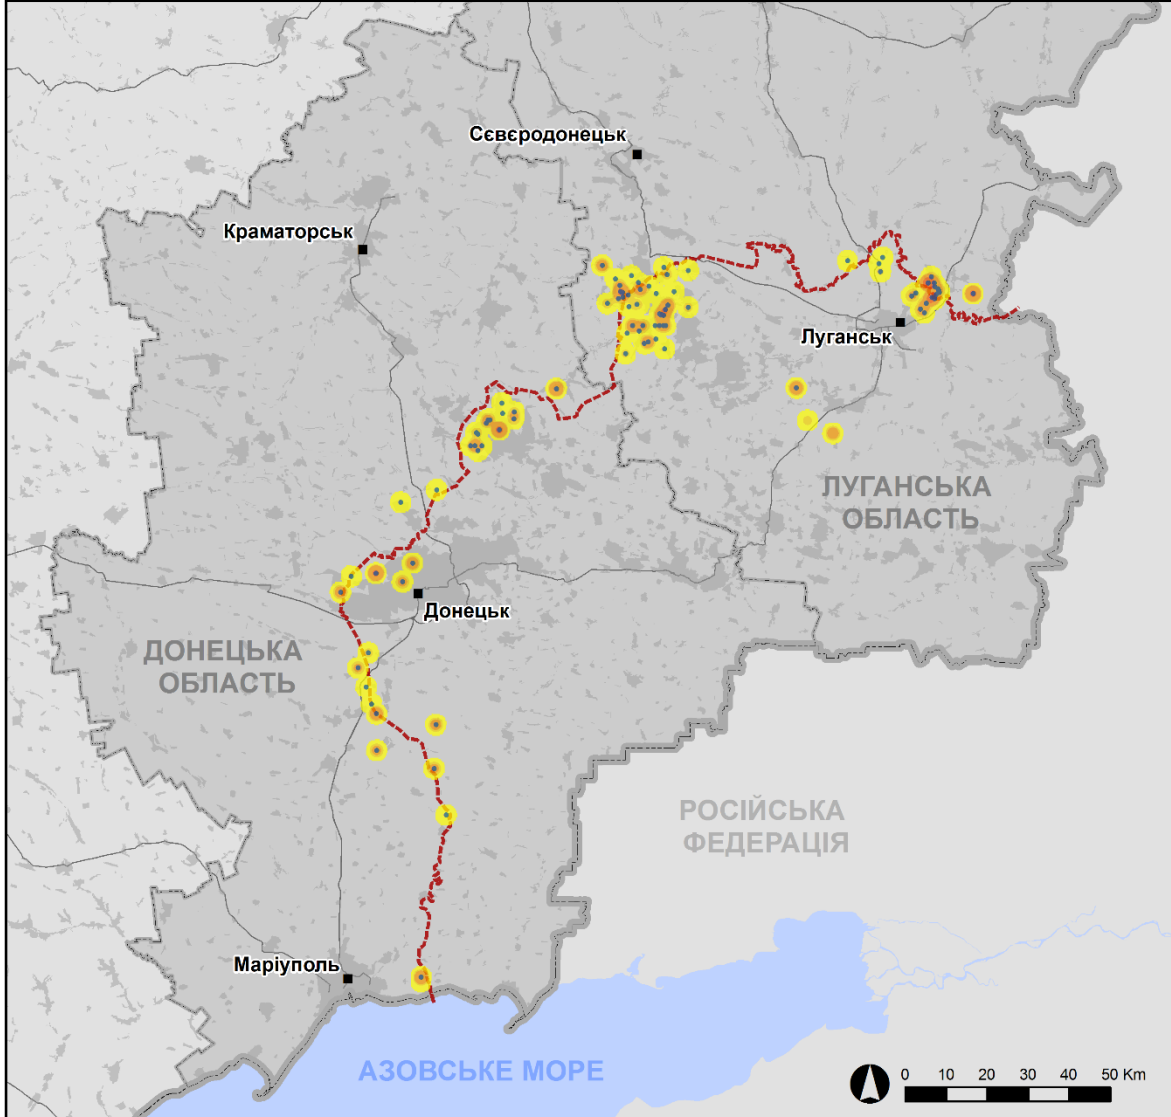 Сєвєродонецьк
Краматорськ
Луганськ
ЛУГАНСЬКА
ОБЛАСТЬ
Донецьк
ДОНЕЦЬКА
ОБЛАСТЬ
РОСІЙСЬКА
ФЕДЕРАЦІЯ
Маріуполь
АЗОВСЬКЕ МОРЕ
0 10 20 30 40 50 Km